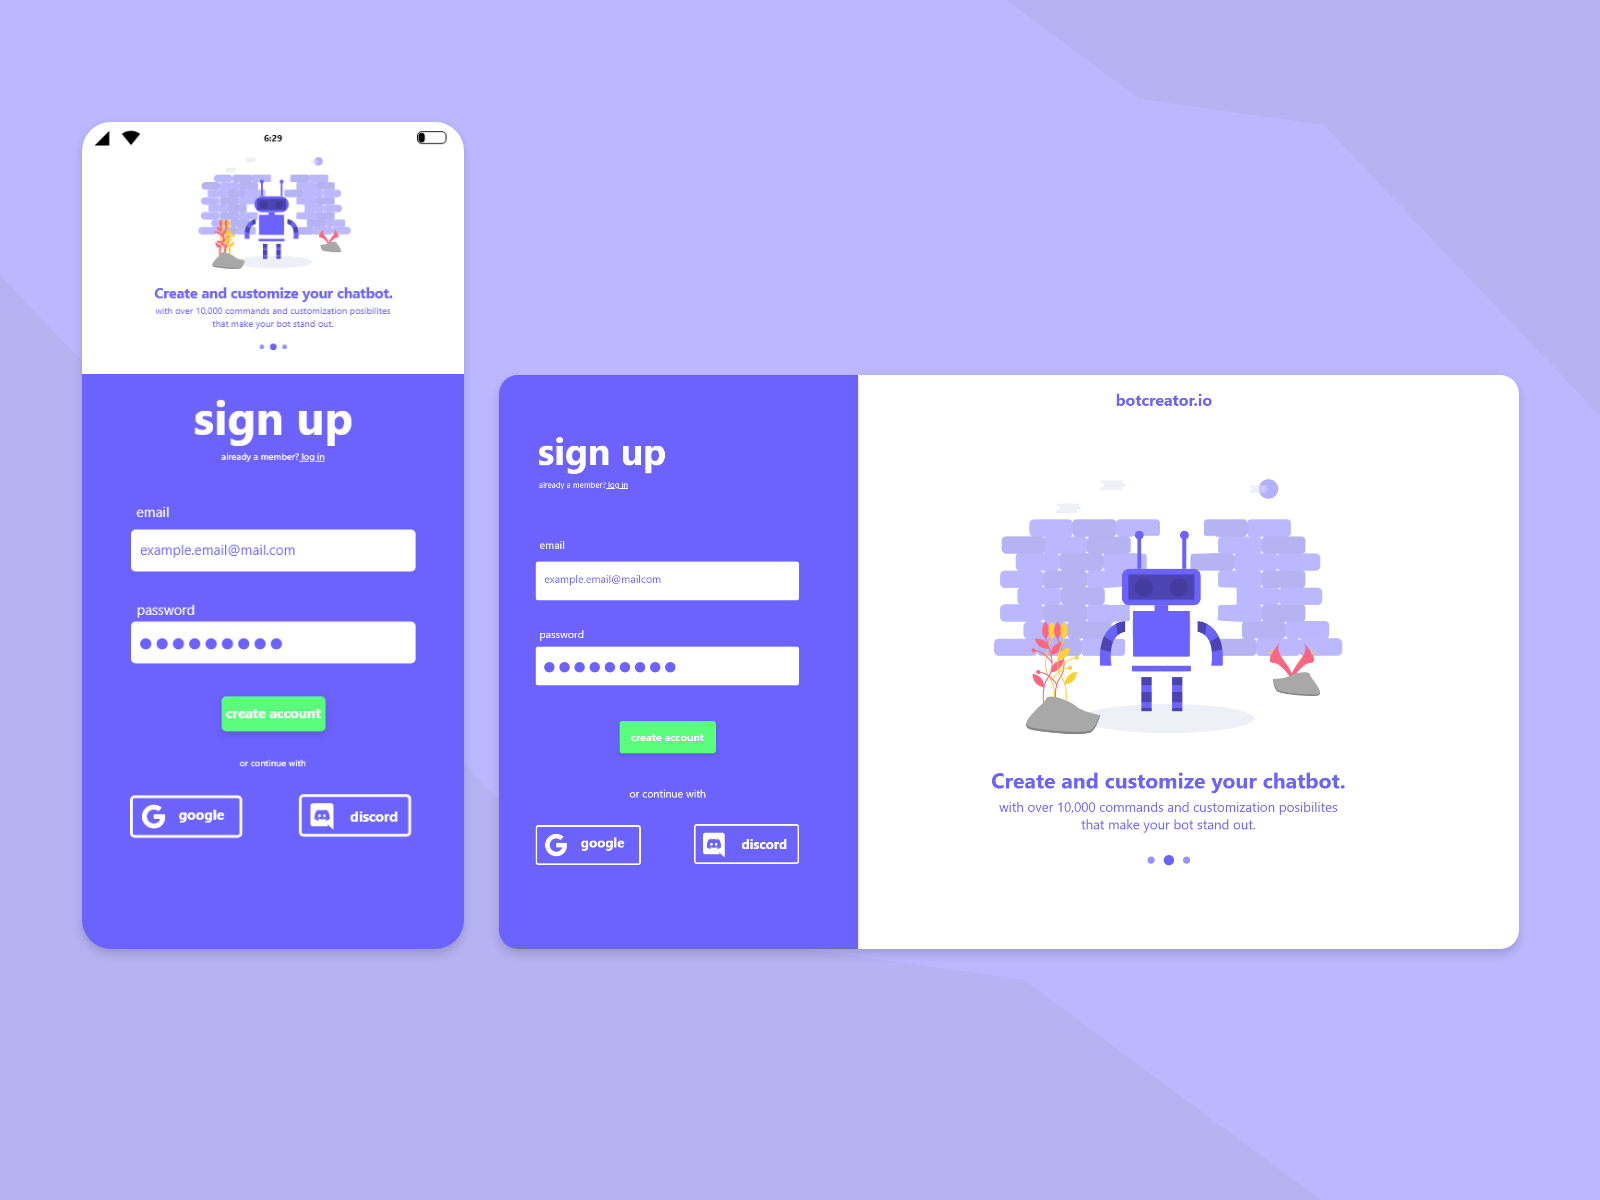 6:29
Create and customize your chatbot.
with over 10,000 commands and customization posibilites
that make your bot stand out.
sign up
already a member? log in
email
example.email@mail.com
password
create account
or continue with
google
discord
sign up
already a member? log in
email
example.email@mailcom
password
create account
or continue with
google
discord
botcreator.io
Create and customize your chatbot.
with over 10,000 commands and customization posibilites
that make your bot stand out.